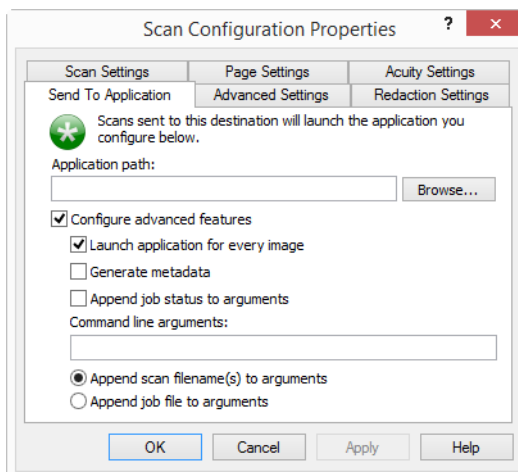 Scan Configuration Properties
?
Scan Settings
Page Settings
Acuity Settings
Send To Application
Advanced Settings
Redaction Settings
Scans sent to this destination will launch the application you
configure below.
Application path:
Browse...
Configure advanced features
Launch application for every image
Generate metadata
Append job status to arguments
Command line arguments:
Append scan filename(s) to arguments
Append job file to arguments
OK
Cancel
Apply
Help